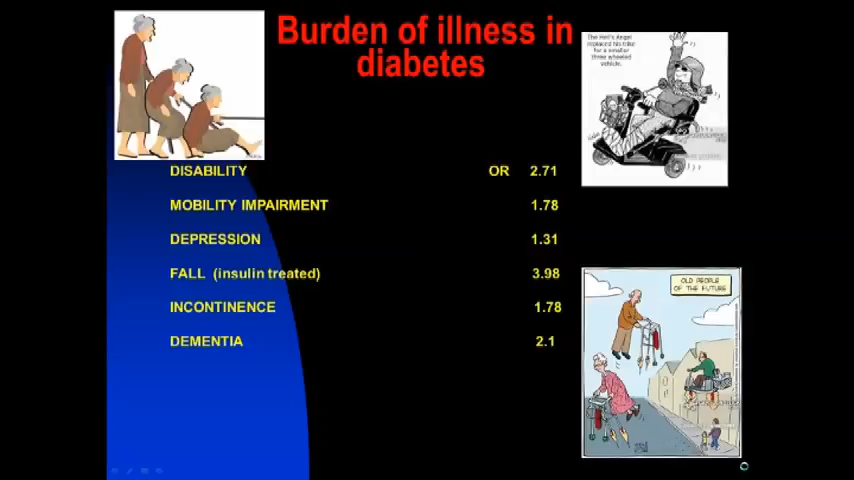 Burden of illness in
diabetes
The Hell's Angel
replaced his bike
for a smaller
three wheeled
vehicle.
DISABILITY OR 2.71
MOBILITY IMPAIRMENT 1.78
DEPRESSION 1.31
FALL (insulin treated) 3.98
INCONTINENCE 1.78
DEMENTIA 2.1
OLD PEOPLE
OF THE FUTURE